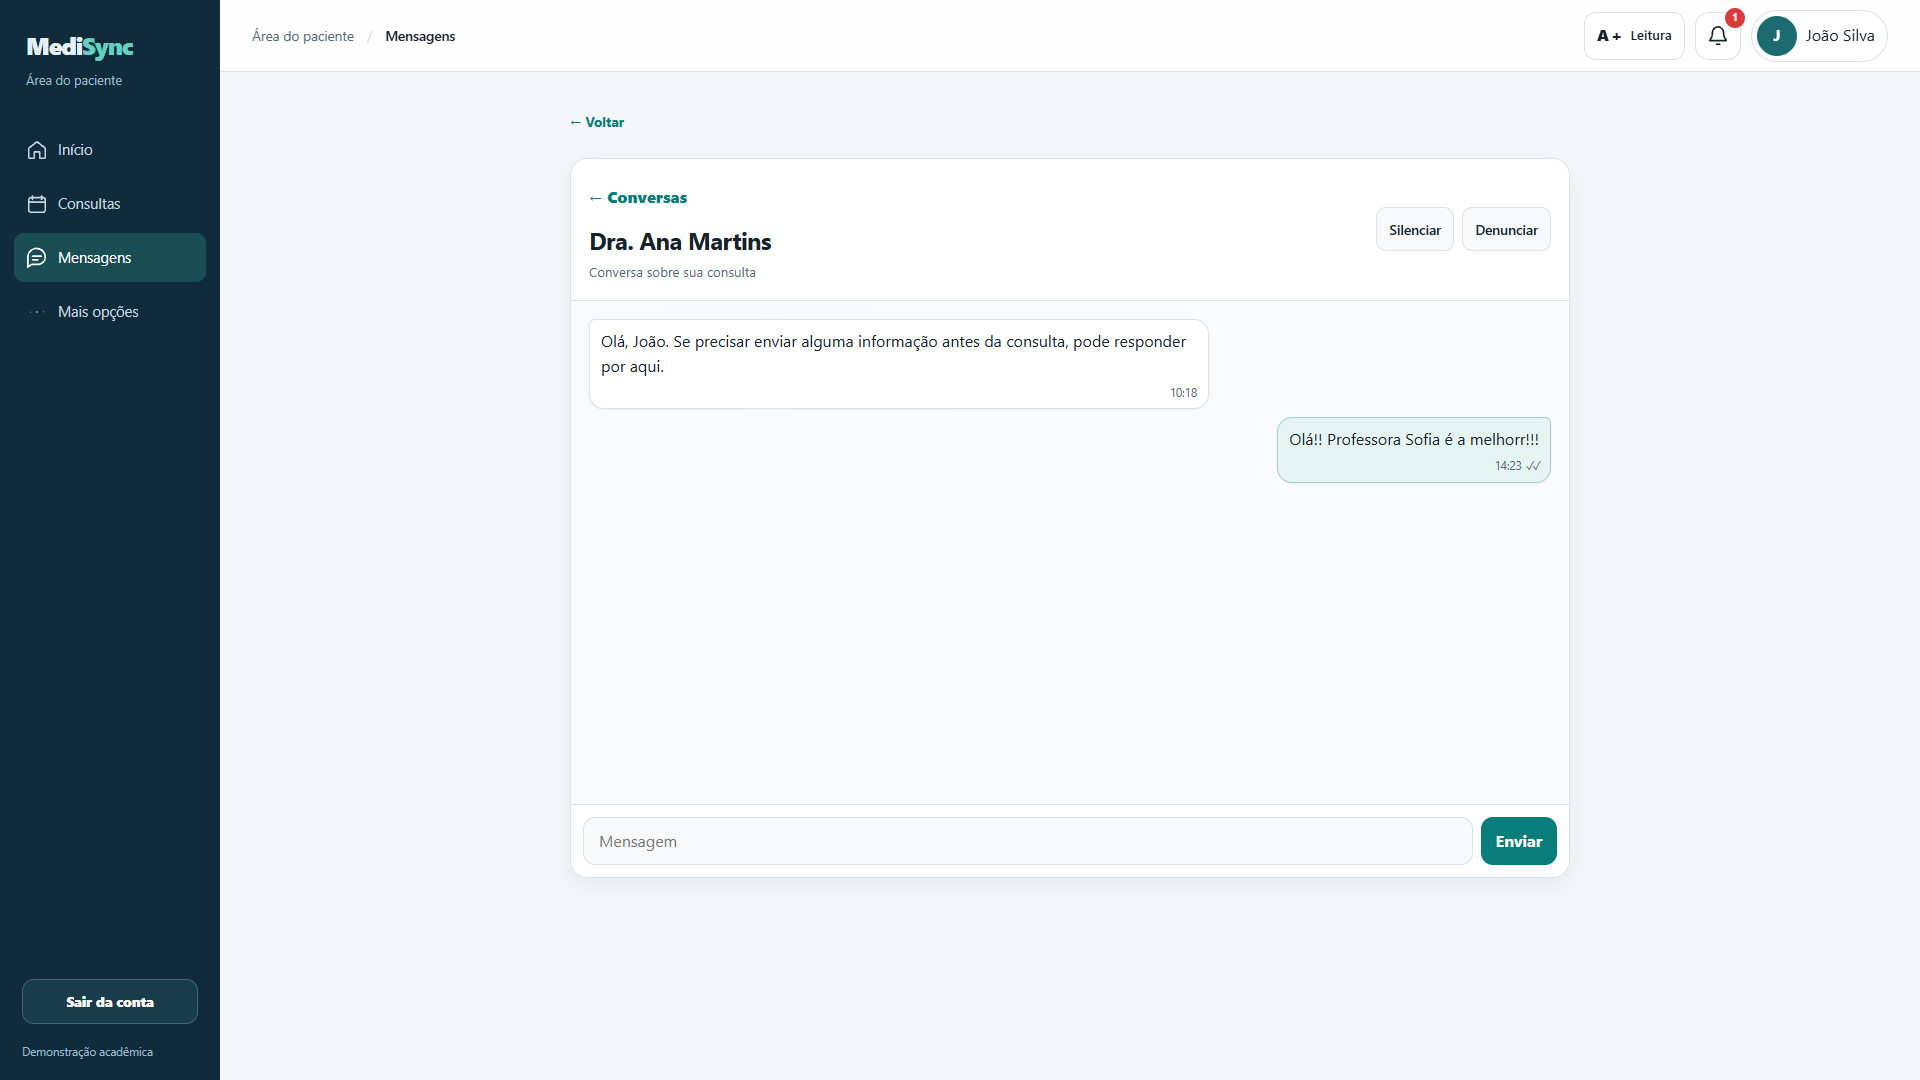 MediSync
Área do paciente
Início
Consultas
Mensagens
Mais opções
Sair da conta
Demonstração acadêmica
Área do paciente / Mensagens
A+ Leitura
1
J João Silva
← Voltar
← Conversas
Dra. Ana Martins
Conversa sobre sua consulta
Silenciar
Denunciar
Olá, João. Se precisar enviar alguma informação antes da consulta, pode responder
por aqui.
10:18
Olá!! Professora Sofia é a melhorr!!!
14:23 ✓✓
Mensagem
Enviar